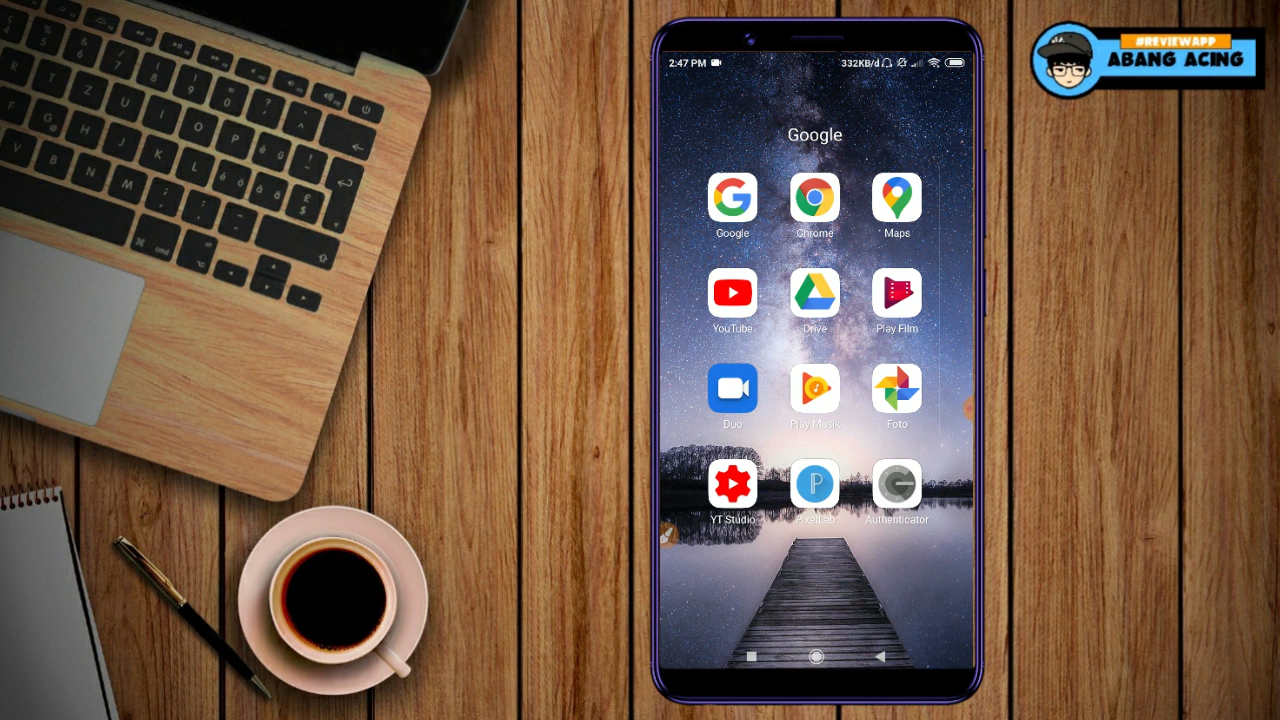 #REVIEWAPP
ABANG ACING
2:47 PM
332KB/d
Google
Google
Chrome
Maps
YouTube
Drive
Play Film
Duo
Play Musik
Foto
YT Studio
PixelLab
Authenticator